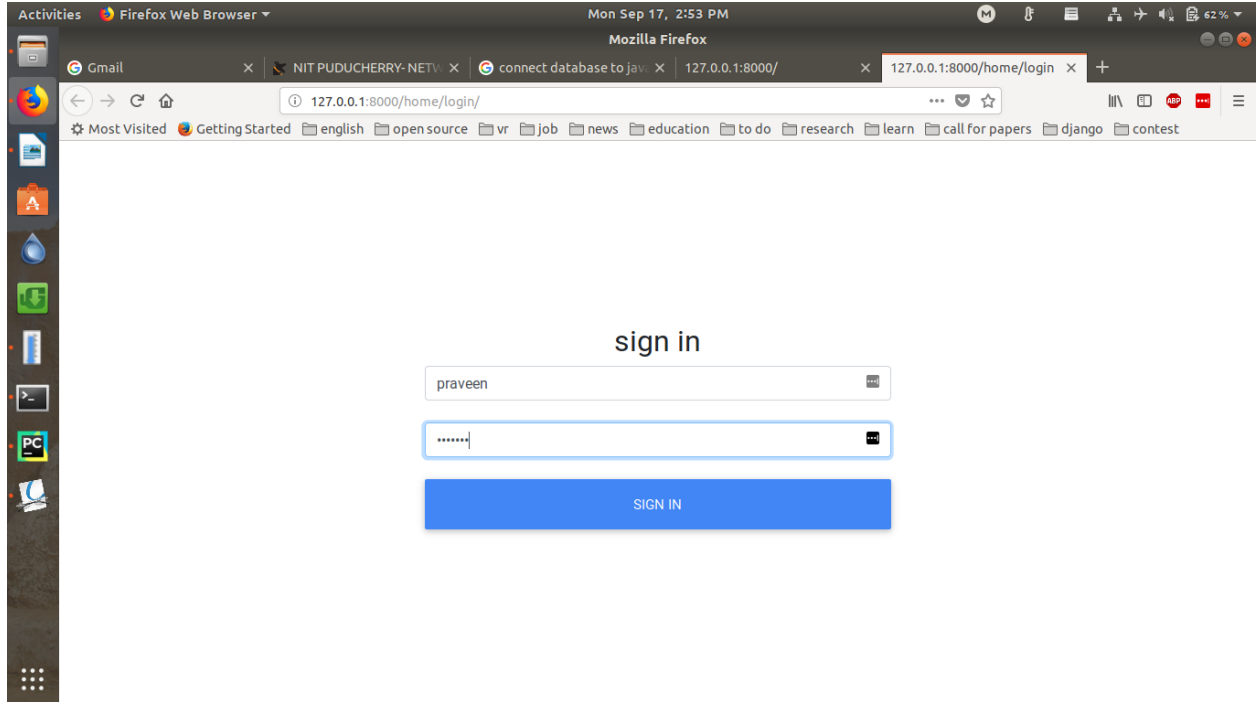 Activities Firefox Web Browser Mon Sep 17, 2:53 PM M 62 %
Mozilla Firefox
G Gmail NIT PUDUCHERRY- NETW G connect database to java 127.0.0.1:8000/ 127.0.0.1:8000/home/login
127.0.0.1:8000/home/login/ ABP
Most Visited Getting Started english open source vr job news education to do research learn call for papers django contest
sign in
praveen
•••••••
SIGN IN
A
>_
PC